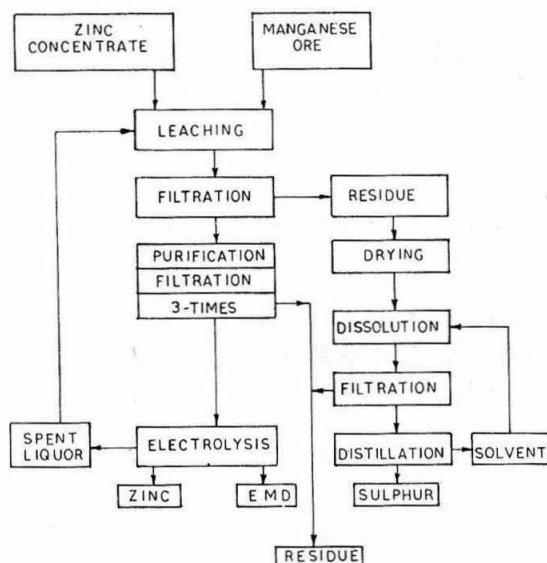 ZINC
CONCENTRATE
MANGANESE
ORE
LEACHING
FILTRATION
RESIDUE
PURIFICATION
FILTRATION
3-TIMES
DRYING
DISSOLUTION
FILTRATION
SPENT
LIQUOR
ELECTROLYSIS
DISTILLATION
SOLVENT
ZINC
EMD
SULPHUR
RESIDUE